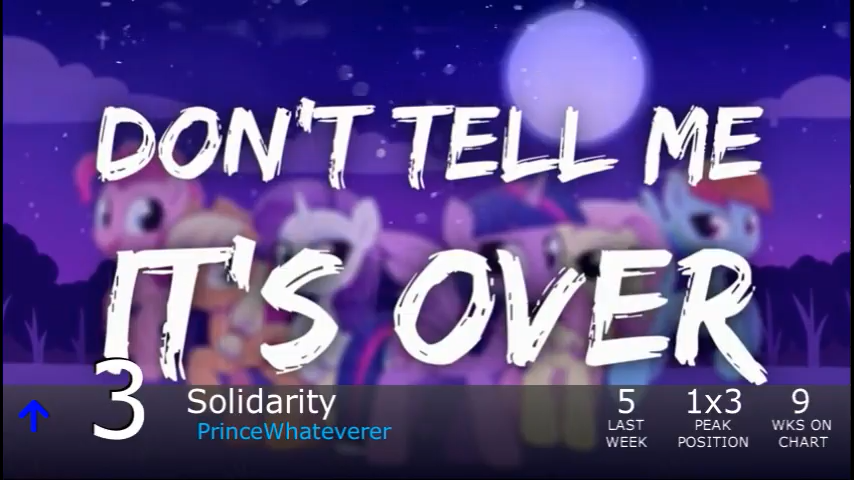 DON'T TELL ME
IT'S OVER
3
Solidarity
PrinceWhateverer
5
LAST
WEEK
1x3
PEAK
POSITION
9
WKS ON
CHART